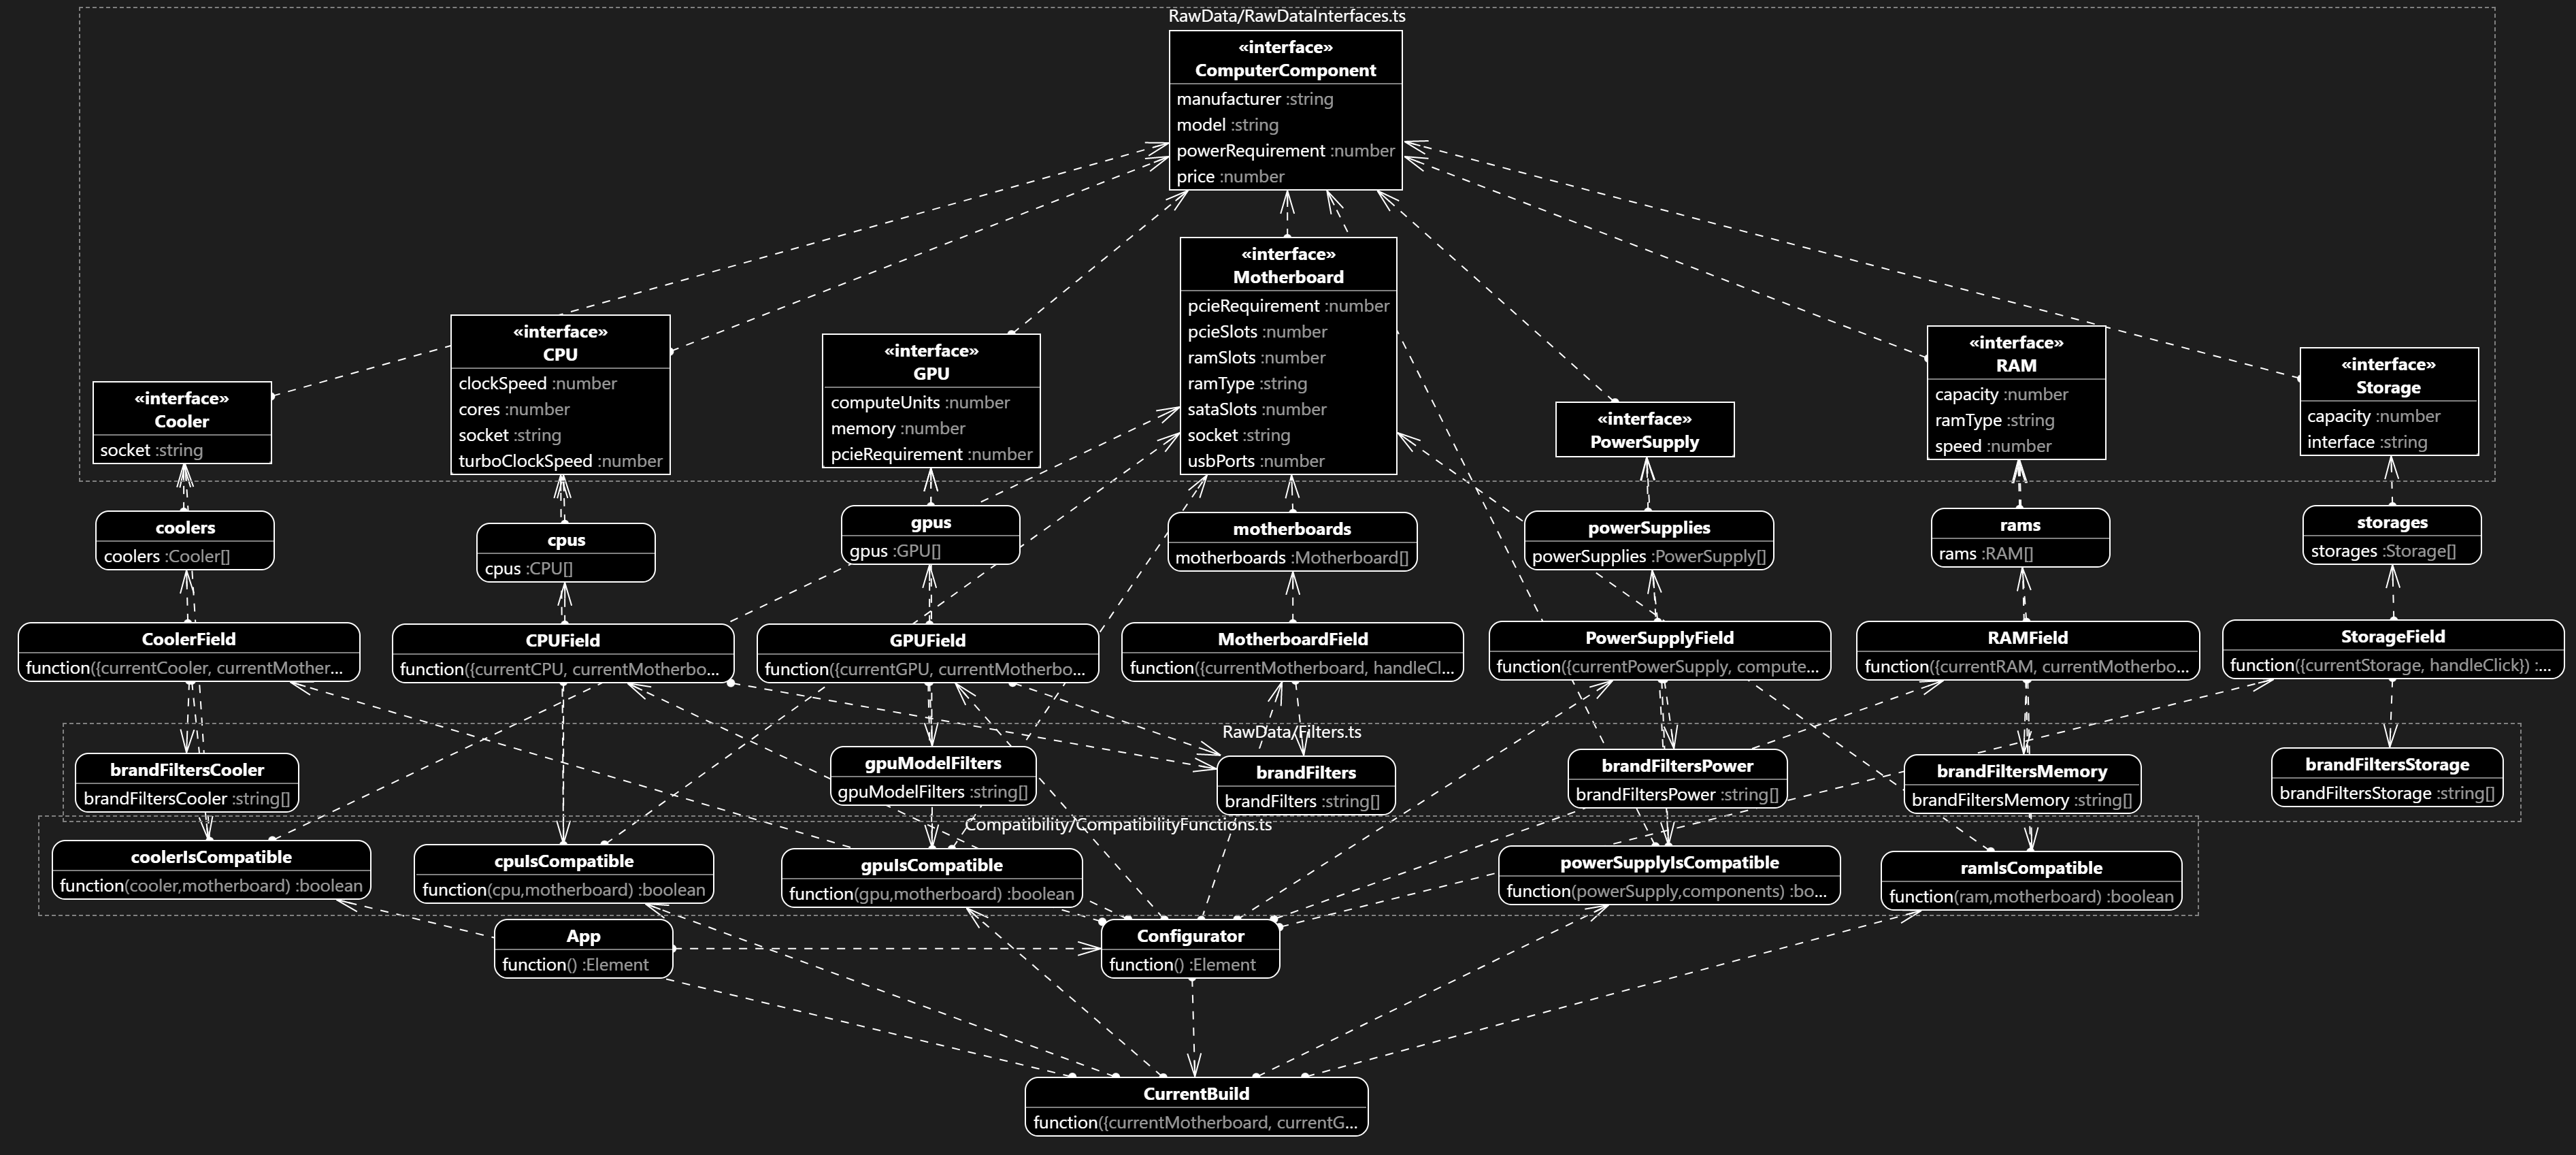 RawData/RawDataInterfaces.ts
«interface»
ComputerComponent
manufacturer :string
model :string
powerRequirement :number
price :number
«interface»
Motherboard
pcieRequirement :number
pcieSlots :number
ramSlots :number
ramType :string
sataSlots :number
socket :string
usbPorts :number
«interface»
Cooler
socket :string
«interface»
CPU
clockSpeed :number
cores :number
socket :string
turboClockSpeed :number
«interface»
GPU
computeUnits :number
memory :number
pcieRequirement :number
«interface»
PowerSupply
«interface»
RAM
capacity :number
ramType :string
speed :number
«interface»
Storage
capacity :number
interface :string
coolers
coolers :Cooler[]
cpus
cpus :CPU[]
gpus
gpus :GPU[]
motherboards
motherboards :Motherboard[]
powerSupplies
powerSupplies :PowerSupply[]
rams
rams :RAM[]
storages
storages :Storage[]
CoolerField
function({currentCooler, currentMother...
CPUField
function({currentCPU, currentMotherbo...
GPUField
function({currentGPU, currentMotherbo...
MotherboardField
function({currentMotherboard, handleCl...
PowerSupplyField
function({currentPowerSupply, compute...
RAMField
function({currentRAM, currentMotherbo...
StorageField
function({currentStorage, handleClick}) :...
RawData/Filters.ts
brandFiltersCooler
brandFiltersCooler :string[]
gpuModelFilters
gpuModelFilters :string[]
brandFilters
brandFilters :string[]
brandFiltersPower
brandFiltersPower :string[]
brandFiltersMemory
brandFiltersMemory :string[]
brandFiltersStorage
brandFiltersStorage :string[]
Compatibility/CompatibilityFunctions.ts
coolerIsCompatible
function(cooler,motherboard) :boolean
cpuIsCompatible
function(cpu,motherboard) :boolean
gpuIsCompatible
function(gpu,motherboard) :boolean
powerSupplyIsCompatible
function(powerSupply,components) :bo...
ramIsCompatible
function(ram,motherboard) :boolean
App
function() :Element
Configurator
function() :Element
CurrentBuild
function({currentMotherboard, currentG...